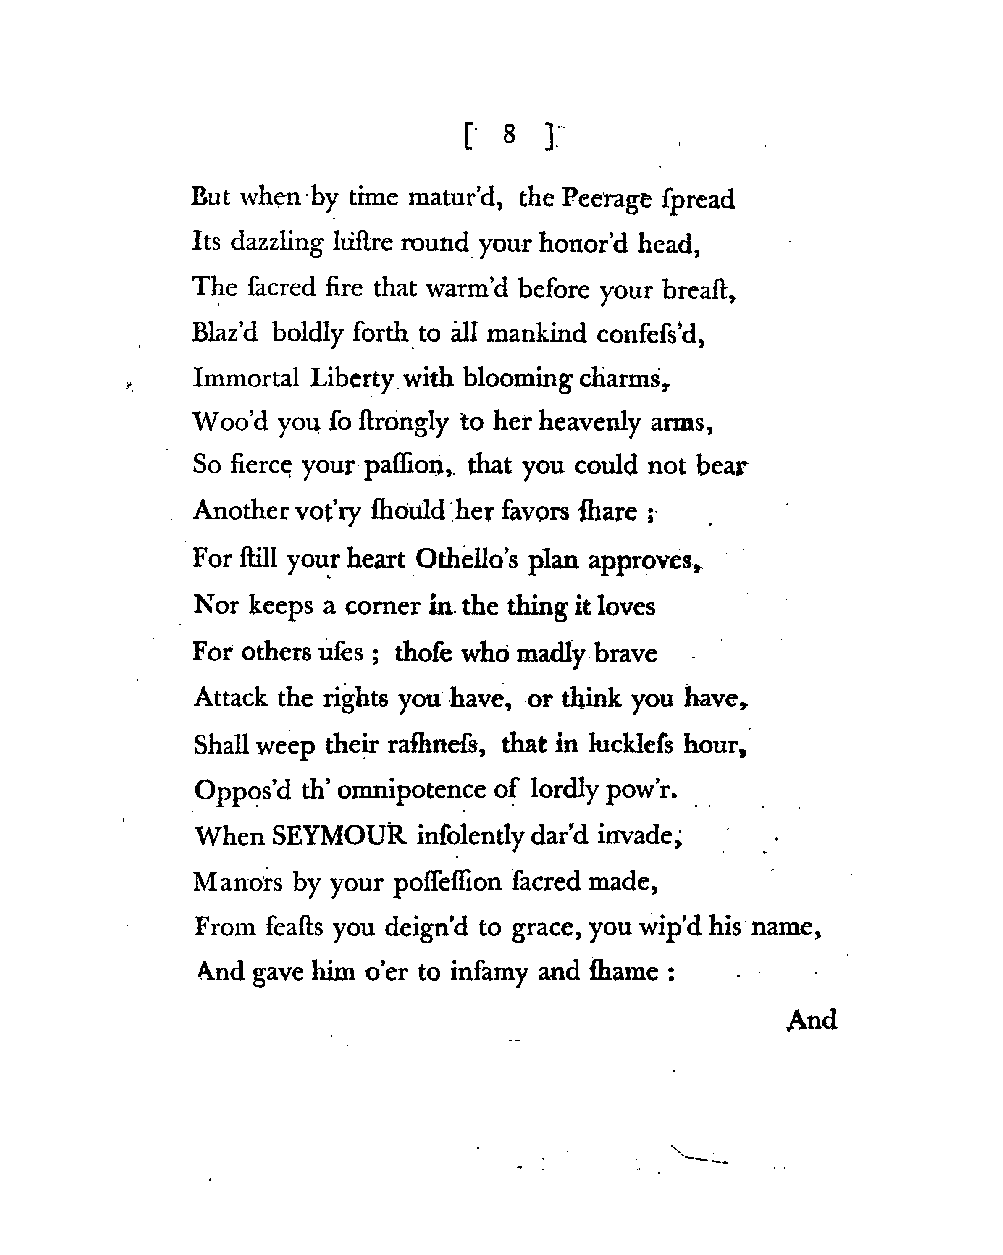 [ 8 ]
But when by time matur'd, the Peerage ſpread
Its dazzling luſtre round your honor'd head,
The ſacred fire that warm'd before your breaſt,
Blaz'd boldly forth to all mankind confeſs'd,
Immortal Liberty with blooming charms,
Woo'd you ſo ſtrongly to her heavenly arms,
So fierce your paſſion, that you could not bear
Another vot'ry ſhould her favors ſhare ;
For ſtill your heart Othello's plan approves,
Nor keeps a corner in the thing it loves
For others uſes ; thoſe who madly brave
Attack the rights you have, or think you have,
Shall weep their raſhneſs, that in luckleſs hour,
Oppos'd th' omnipotence of lordly pow'r.
When SEYMOUR inſolently dar'd invade,
Manors by your poſſeſſion ſacred made,
From feaſts you deign'd to grace, you wip'd his name,
And gave him o'er to infamy and ſhame :
And